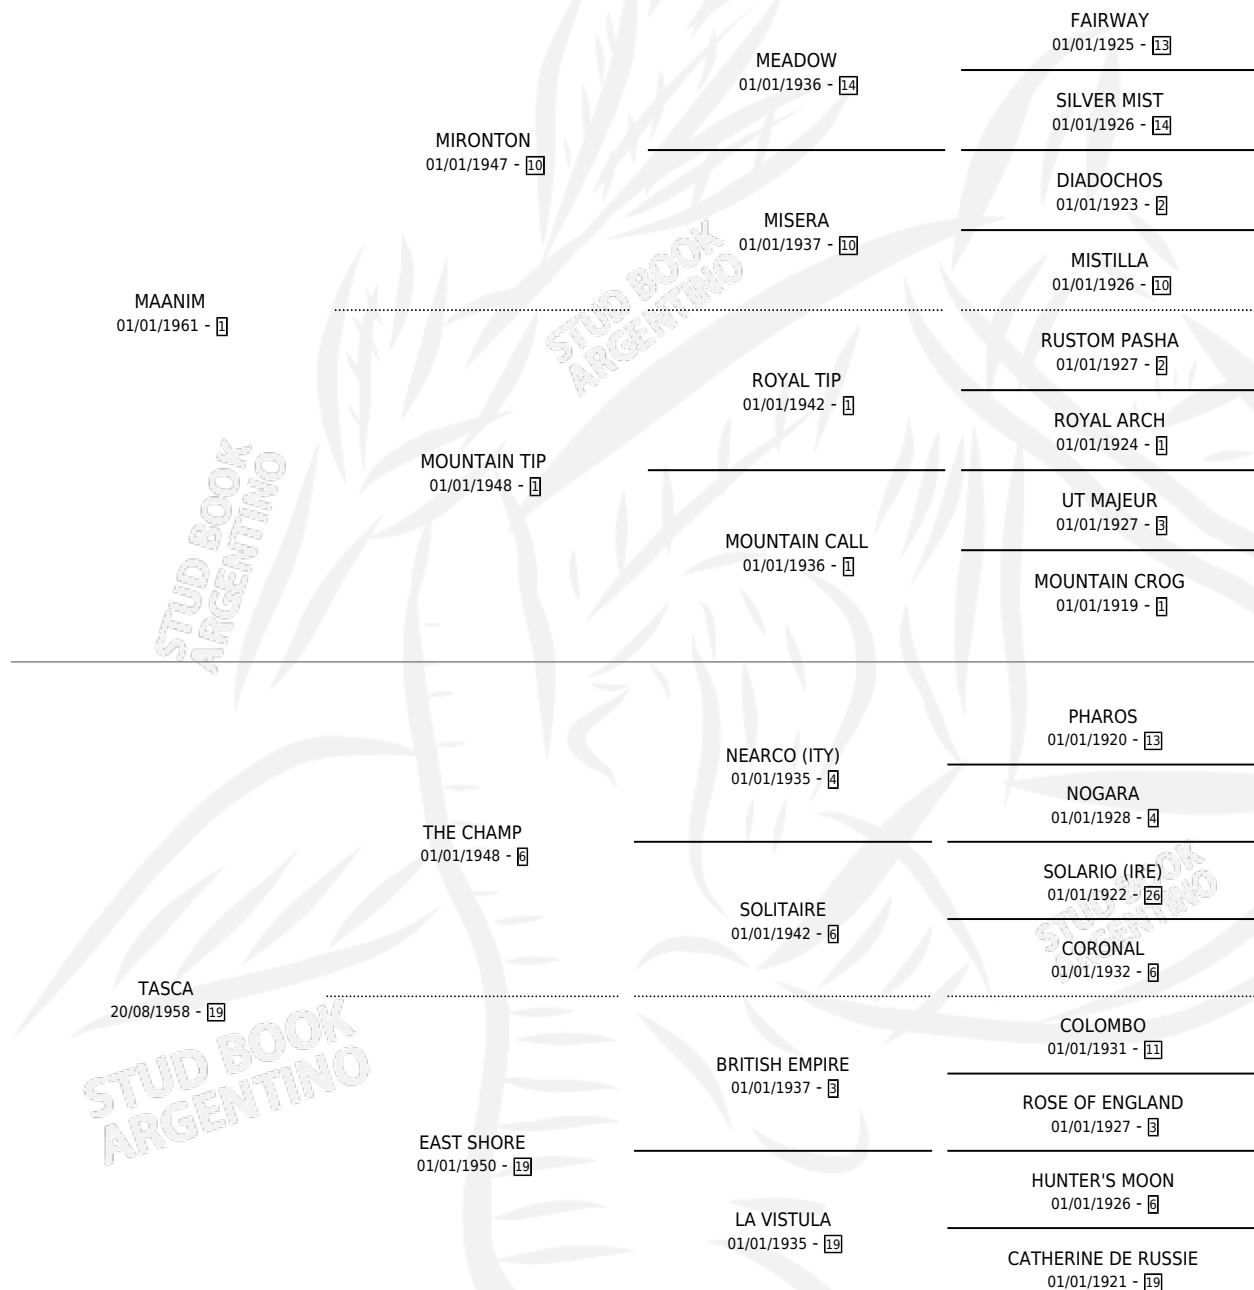 FAIRWAY
01/01/1925 - 13
MEADOW
01/01/1936 - 14
SILVER MIST
01/01/1926 - 14
MIRONTON
01/01/1947 - 10
DIADOCHOS
01/01/1923 - 2
MISERA
01/01/1937 - 10
MISTILLA
01/01/1926 - 10
MAANIM
01/01/1961 - 1
RUSTOM PASHA
01/01/1927 - 2
ROYAL TIP
01/01/1942 - 1
ROYAL ARCH
01/01/1924 - 1
MOUNTAIN TIP
01/01/1948 - 1
UT MAJEUR
01/01/1927 - 3
MOUNTAIN CALL
01/01/1936 - 1
MOUNTAIN CROG
01/01/1919 - 1
PHAROS
01/01/1920 - 13
NEARCO (ITY)
01/01/1935 - 4
NOGARA
01/01/1928 - 4
THE CHAMP
01/01/1948 - 6
SOLARIO (IRE)
01/01/1922 - 26
SOLITAIRE
01/01/1942 - 6
CORONAL
01/01/1932 - 6
TASCA
20/08/1958 - 19
COLOMBO
01/01/1931 - 11
BRITISH EMPIRE
01/01/1937 - 3
ROSE OF ENGLAND
01/01/1927 - 3
EAST SHORE
01/01/1950 - 19
HUNTER'S MOON
01/01/1926 - 6
LA VISTULA
01/01/1935 - 19
CATHERINE DE RUSSIE
01/01/1921 - 19
STUD BOOK
ARGENTINO
STUD BOOK
ARGENTINO
STUD BOOK
ARGENTINO
STUD BOOK
ARGENTINO